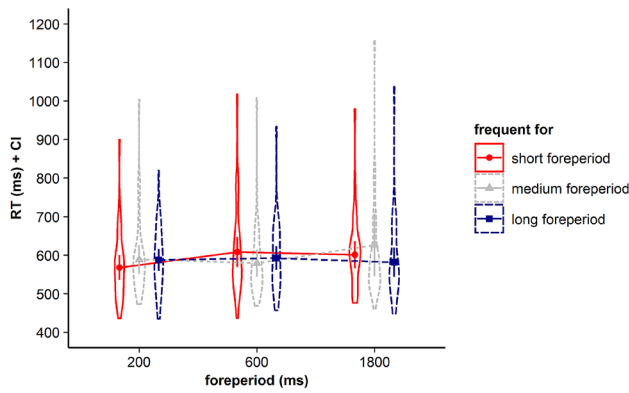 1200
1100
1000
900
800
700
600
500
400
RT (ms) + CI
200
600
1800
foreperiod (ms)
frequent for
short foreperiod
medium foreperiod
long foreperiod